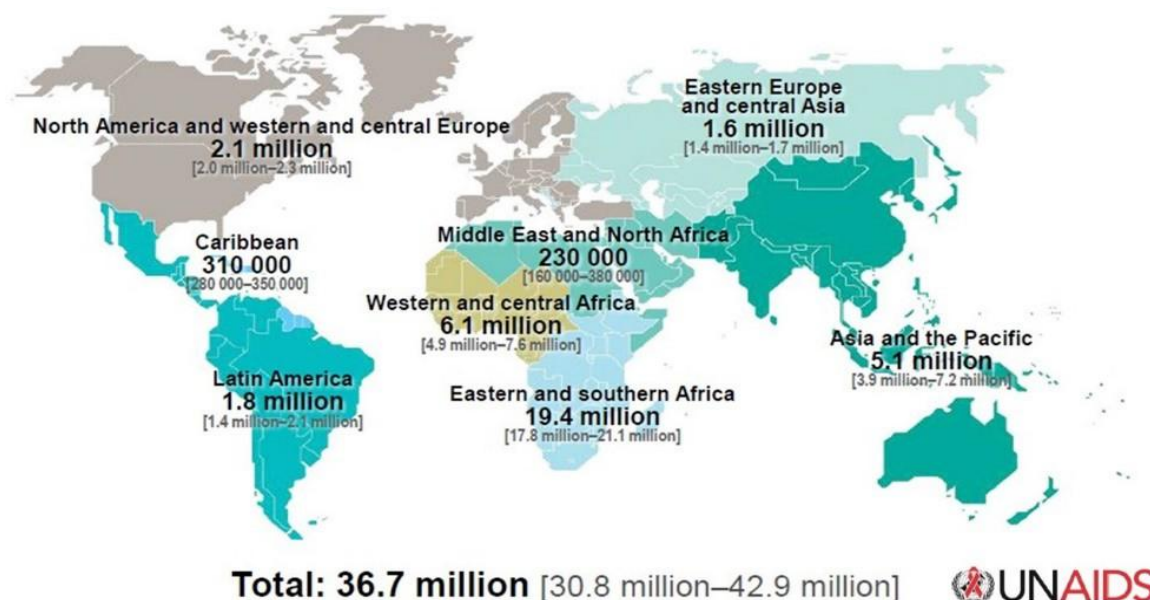 North America and western and central Europe
2.1 million
[2.0 million–2.3 million]
Eastern Europe
and central Asia
1.6 million
[1.4 million–1.7 million]
Caribbean
310 000
[280 000–350 000]
Middle East and North Africa
230 000
[160 000–380 000]
Western and central Africa
6.1 million
[4.9 million–7.6 million]
Asia and the Pacific
5.1 million
[3.9 million–7.2 million]
Latin America
1.8 million
[1.4 million–2.1 million]
Eastern and southern Africa
19.4 million
[17.8 million–21.1 million]
Total: 36.7 million [30.8 million–42.9 million]
UNAIDS